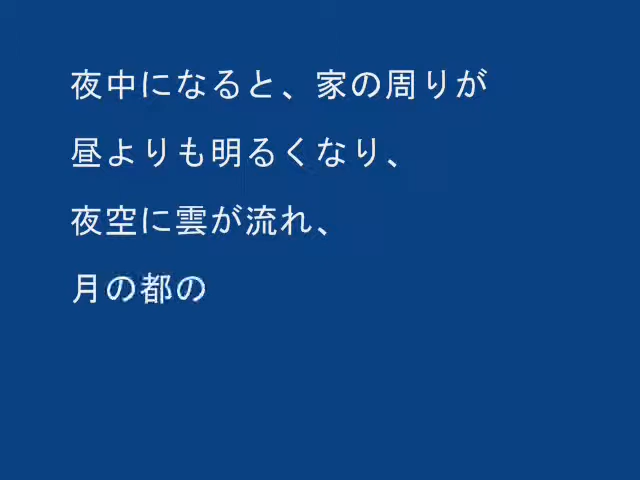 夜中になると、家の周りが
昼よりも明るくなり、
夜空に雲が流れ、
月の都の